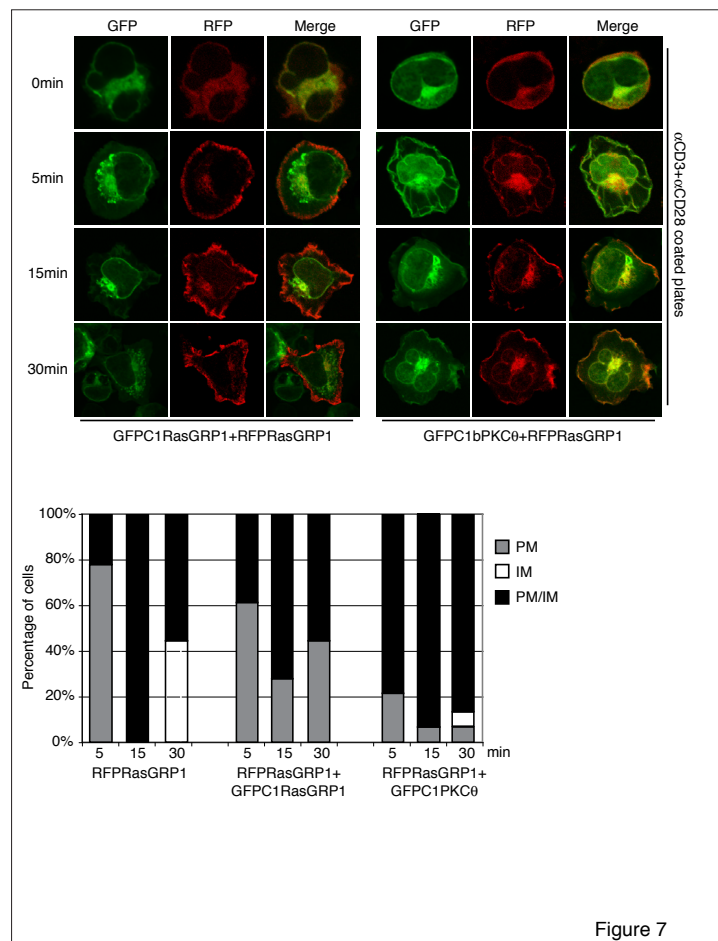 GFP RFP Merge GFP RFP Merge
0min
5min
15min
30min
αCD3+αCD28 coated plates
GFPC1RasGRP1+RFPRasGRP1 GFPC1bPKCθ+RFPRasGRP1
Percentage of cells
100%
80%
60%
40%
20%
0%
PM
IM
PM/IM
5 15 30 5 15 30 5 15 30 min
RFPRasGRP1 RFPRasGRP1+ RFPRasGRP1+
GFPC1RasGRP1 GFPC1PKCθ
Figure 7